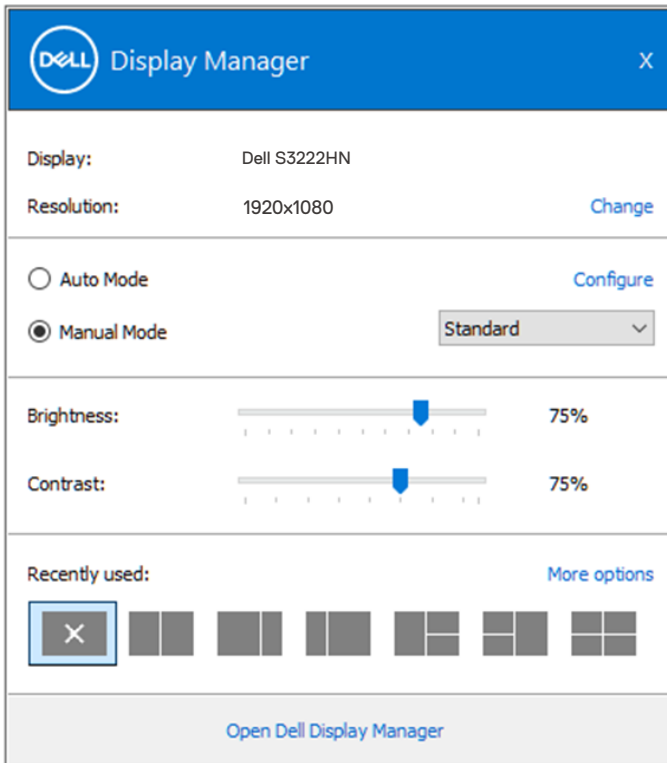 DELL Display Manager X
Display: Dell S3222HN
Resolution: 1920x1080 Change
Auto Mode Configure
Manual Mode Standard
Brightness: 75%
Contrast: 75%
Recently used: More options
Open Dell Display Manager